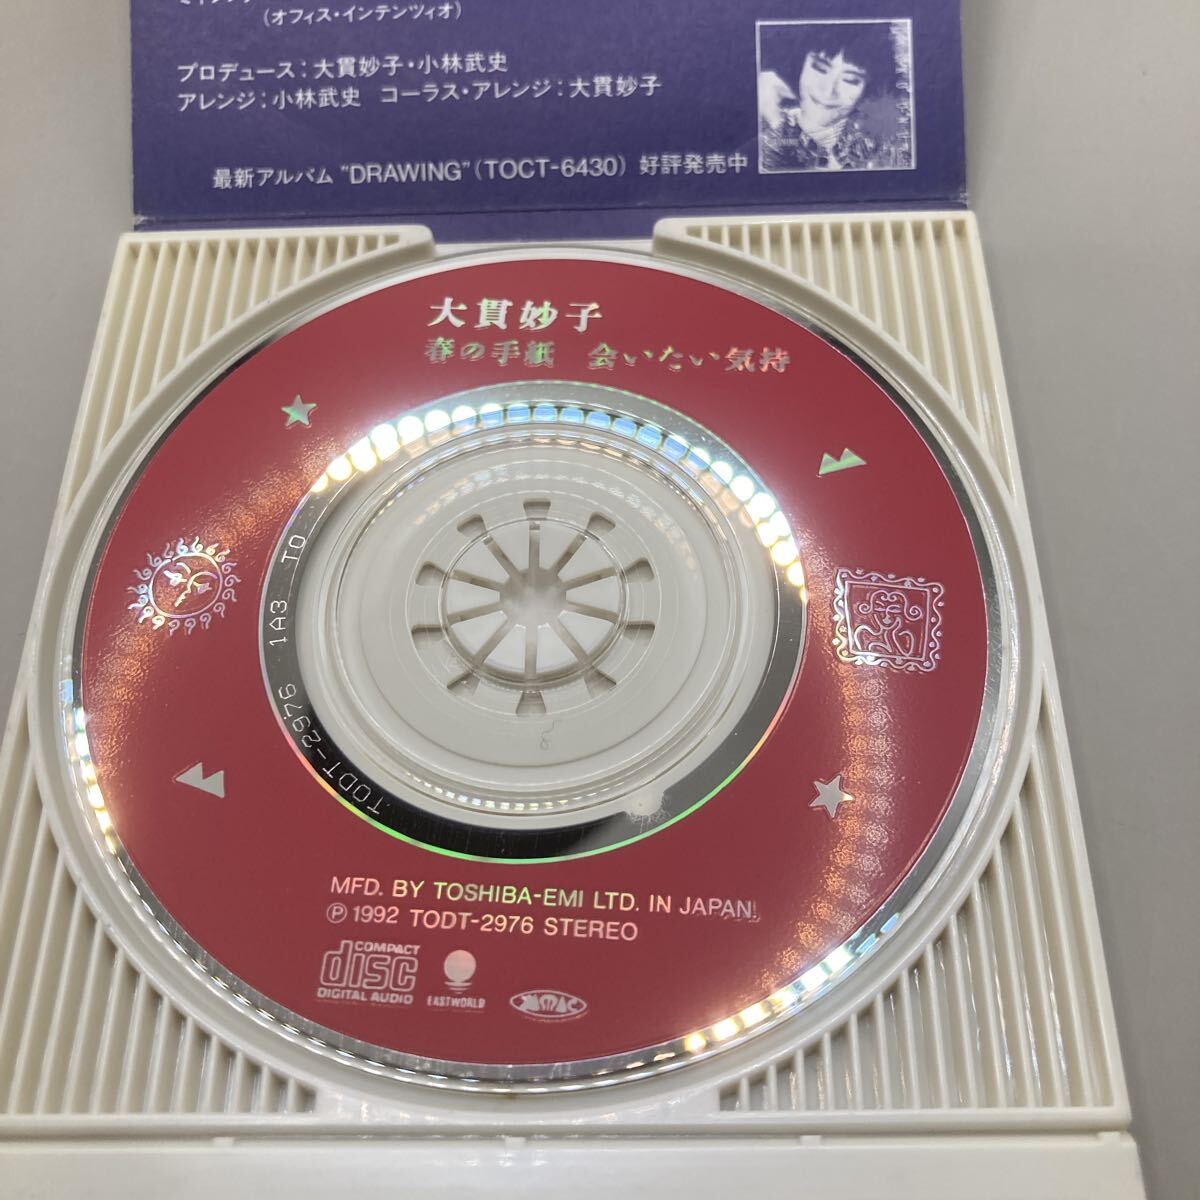 (オフィス・インテンツィオ)
プロデュース：大貫妙子・小林武史
アレンジ：小林武史　コーラス・アレンジ：大貫妙子
最新アルバム "DRAWING"(TOCT-6430) 好評発売中
大貫妙子
春の手紙　会いたい気持
TODT-2976 1A3 TO
MFD. BY TOSHIBA-EMI LTD. IN JAPAN.
Ⓟ 1992 TODT-2976 STEREO
COMPACT
disc
DIGITAL AUDIO
EASTWORLD